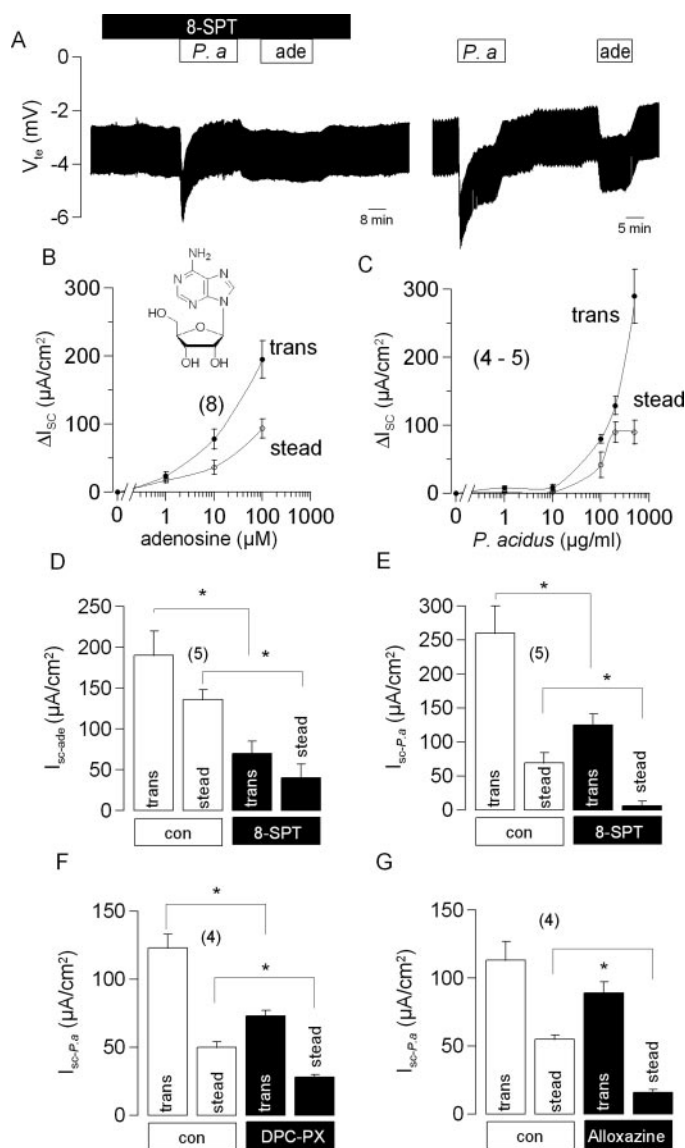 8-SPT
A
P. a
ade
P. a
ade
0
-2
-4
-6
Vte (mV)
8 min
5 min
B
C
NH2
N
N
N
N
HO
O
OH
OH
300
200
100
0
ΔISC (µA/cm²)
trans
(8)
stead
0
1
10
100
1000
adenosine (µM)
300
200
100
0
ΔISC (µA/cm²)
trans
(4 - 5)
stead
0
1
10
100
1000
P. acidus (µg/ml)
D
E
250
200
150
100
50
0
Isc-ade (µA/cm²)
*
(5)
*
trans
stead
trans
stead
con
8-SPT
300
250
200
150
100
50
0
Isc-P.a (µA/cm²)
*
(5)
*
trans
stead
trans
stead
con
8-SPT
F
G
150
100
50
0
Isc-P.a (µA/cm²)
*
(4)
*
trans
stead
trans
stead
con
DPC-PX
150
100
50
0
Isc-P.a (µA/cm²)
(4)
*
trans
stead
trans
stead
con
Alloxazine